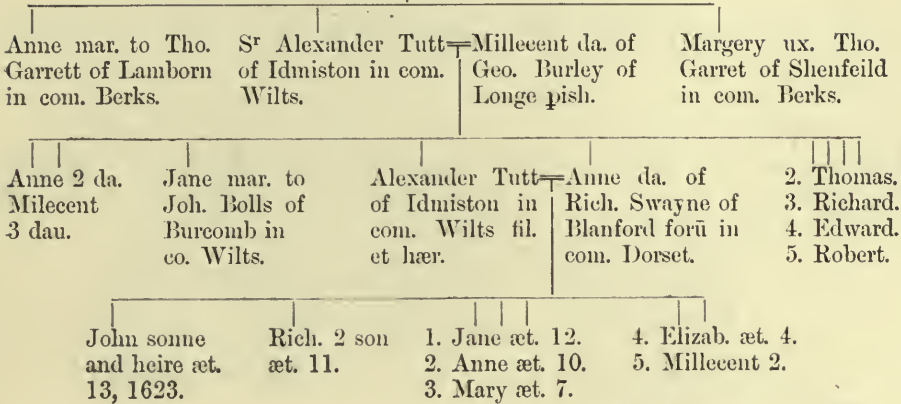 Anne mar. to Tho.
Garrett of Lamborn
in com. Berks.
Sʳ Alexander Tutt
of Idmiston in com.
Wilts.
Millecent da. of
Geo. Burley of
Longe ꝑish.
Margery ux. Tho.
Garret of Shenfeild
in com. Berks.
Anne 2 da.
Milecent
3 dau.
Jane mar. to
Joh. Bolls of
Burcomb in
co. Wilts.
Alexander Tutt
of Idmiston in
com. Wilts fil.
et hær.
Anne da. of
Rich. Swayne of
Blanford forū in
com. Dorset.
2. Thomas.
3. Richard.
4. Edward.
5. Robert.
John sonne
and heire æt.
13, 1623.
Rich. 2 son
æt. 11.
1. Jane æt. 12.
2. Anne æt. 10.
3. Mary æt. 7.
4. Elizab. æt. 4.
5. Millecent 2.